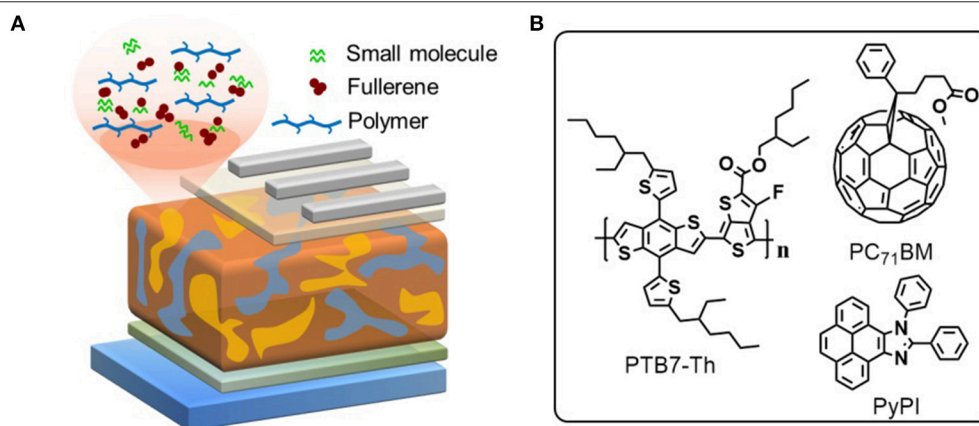 A
Small molecule
Fullerene
Polymer
B
O
O
O
O
F
S
S
S
S
S
S
n
PTB7-Th
PC₇₁BM
N
N
PyPI